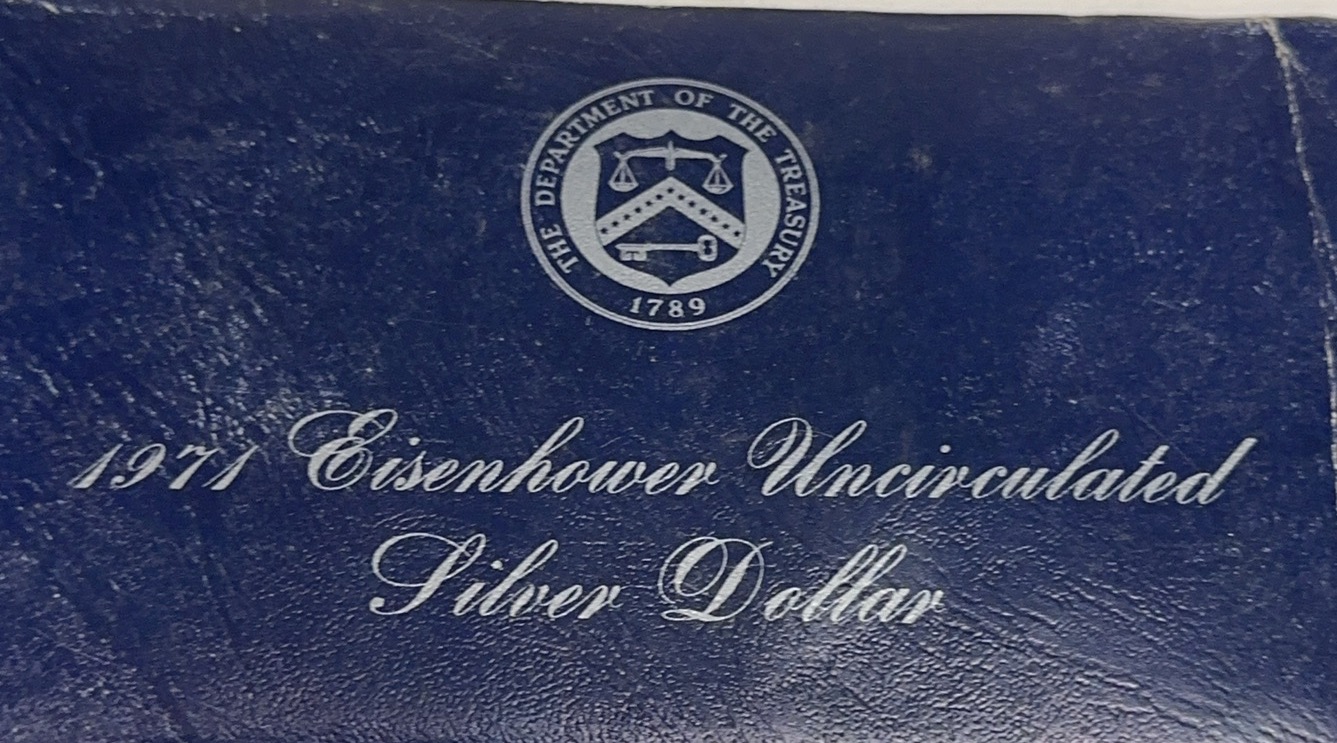 THE DEPARTMENT OF THE TREASURY
1789
1971 Eisenhower Uncirculated
Silver Dollar